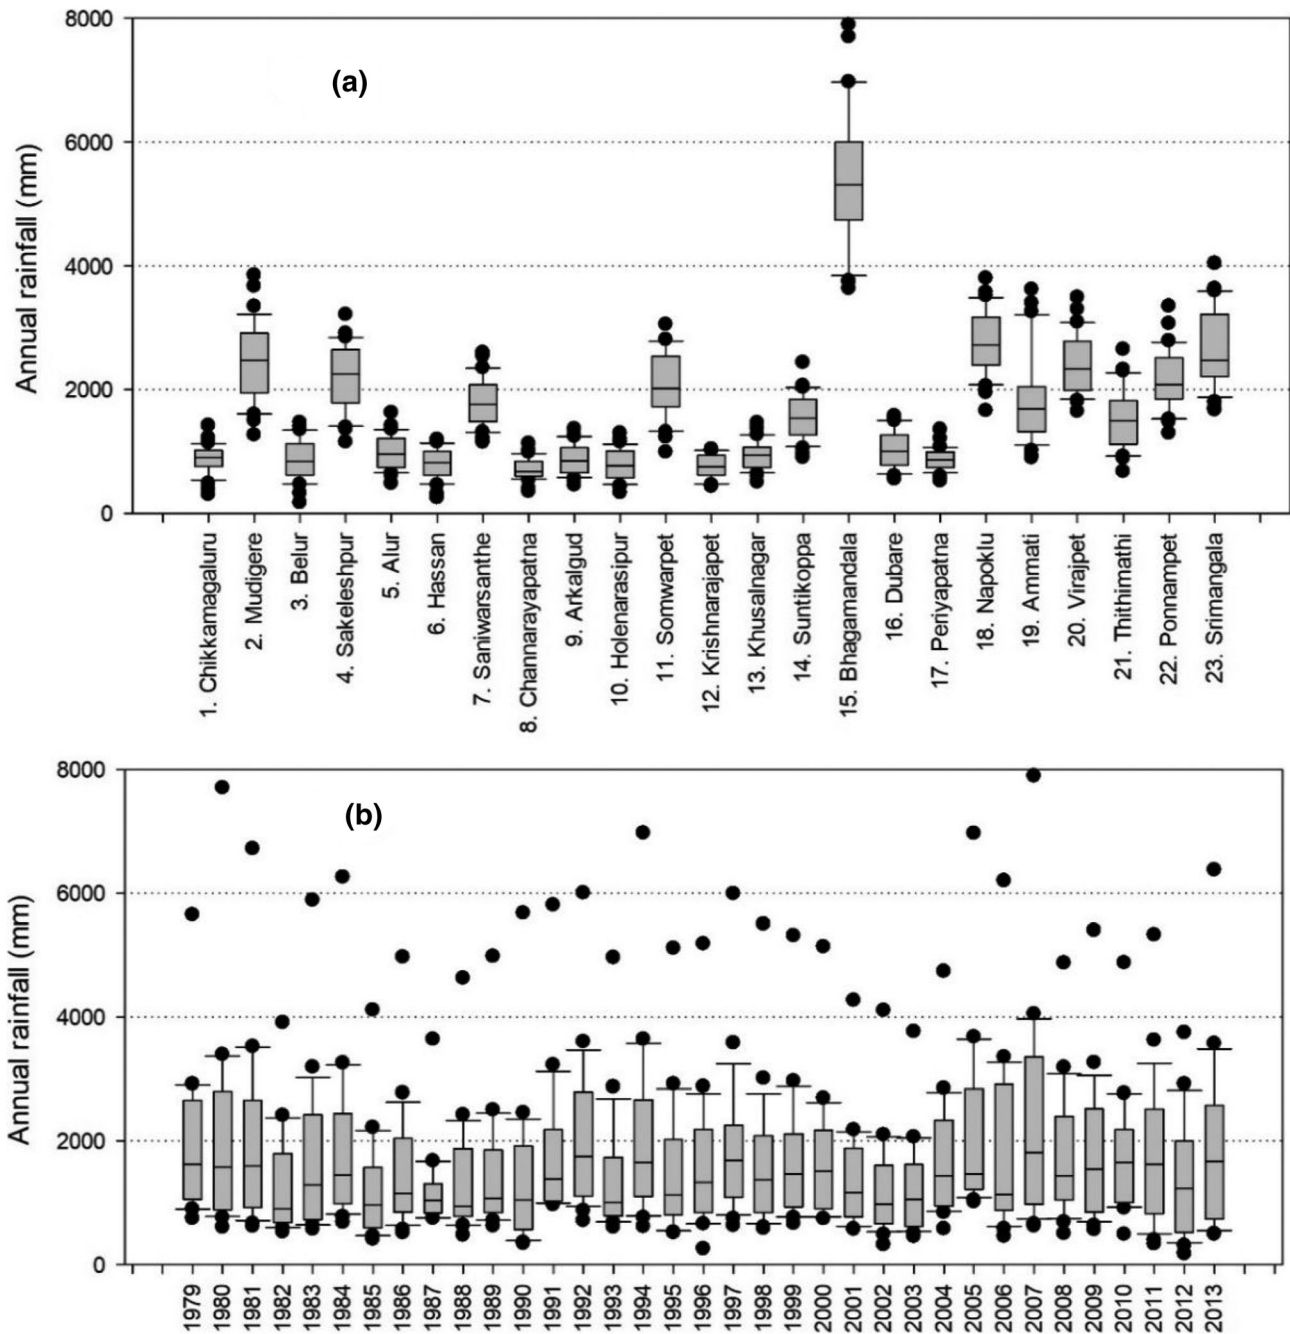 (a)
Annual rainfall (mm)
8000
6000
4000
2000
0
1. Chikkamagaluru
2. Mudigere
3. Belur
4. Sakaleshpur
5. Alur
6. Hassan
7. Saniwarsanthe
8. Channarayapatna
9. Arkalgud
10. Holenarasipur
11. Somwarpet
12. Krishnarajapet
13. Khusalnagar
14. Suntikoppa
15. Bhagamandala
16. Dubare
17. Periyapatna
18. Napoklu
19. Ammati
20. Virajpet
21. Thithimathi
22. Ponnampet
23. Srimangala
(b)
Annual rainfall (mm)
8000
6000
4000
2000
0
1979
1980
1981
1982
1983
1984
1985
1986
1987
1988
1989
1990
1991
1992
1993
1994
1995
1996
1997
1998
1999
2000
2001
2002
2003
2004
2005
2006
2007
2008
2009
2010
2011
2012
2013